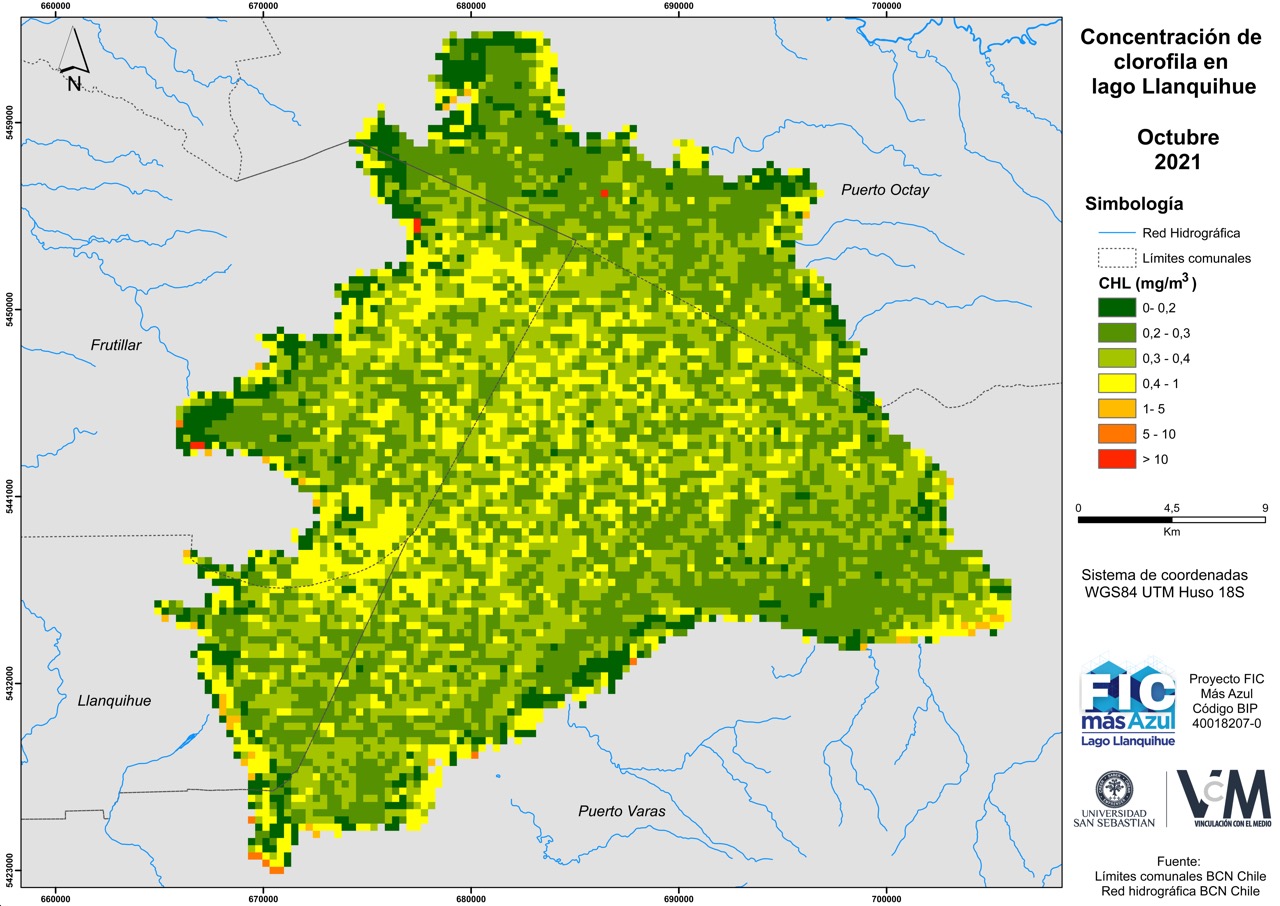 660000
670000
680000
690000
700000
5459000
5450000
5441000
5432000
5423000
N
Puerto Octay
Frutillar
Llanquihue
Puerto Varas
660000
670000
680000
690000
700000
Concentración de
clorofila en
lago Llanquihue
Octubre
2021
Simbología
Red Hidrográfica
Límites comunales
CHL (mg/m³ )
0- 0,2
0,2 - 0,3
0,3 - 0,4
0,4 - 1
1- 5
5 - 10
> 10
0 4,5 9
Km
Sistema de coordenadas
WGS84 UTM Huso 18S
FIC
másAzul
Lago Llanquihue
Proyecto FIC
Más Azul
Código BIP
40018207-0
UNIVERSIDAD
SAN SEBASTIAN
VcM
VINCULACIÓN CON EL MEDIO
Fuente:
Límites comunales BCN Chile
Red hidrográfica BCN Chile